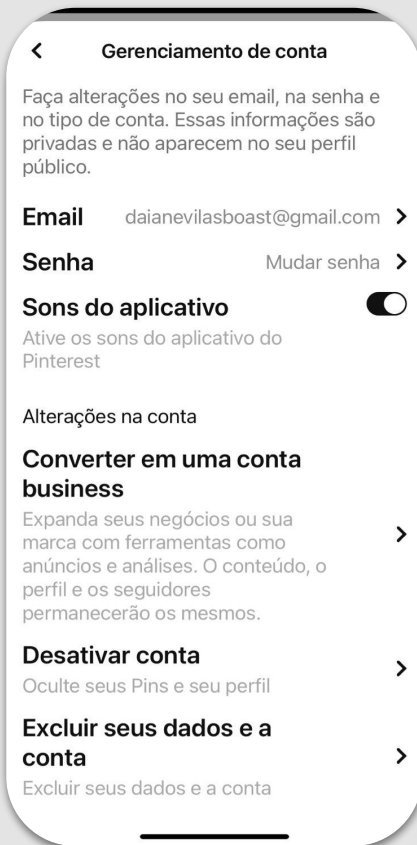 Gerenciamento de conta
Faça alterações no seu email, na senha e
no tipo de conta. Essas informações são
privadas e não aparecem no seu perfil
público.
Email daianevilasboast@gmail.com
Senha Mudar senha
Sons do aplicativo
Ative os sons do aplicativo do
Pinterest
Alterações na conta
Converter em uma conta
business
Expanda seus negócios ou sua
marca com ferramentas como
anúncios e análises. O conteúdo, o
perfil e os seguidores
permanecerão os mesmos.
Desativar conta
Oculte seus Pins e seu perfil
Excluir seus dados e a
conta
Excluir seus dados e a conta